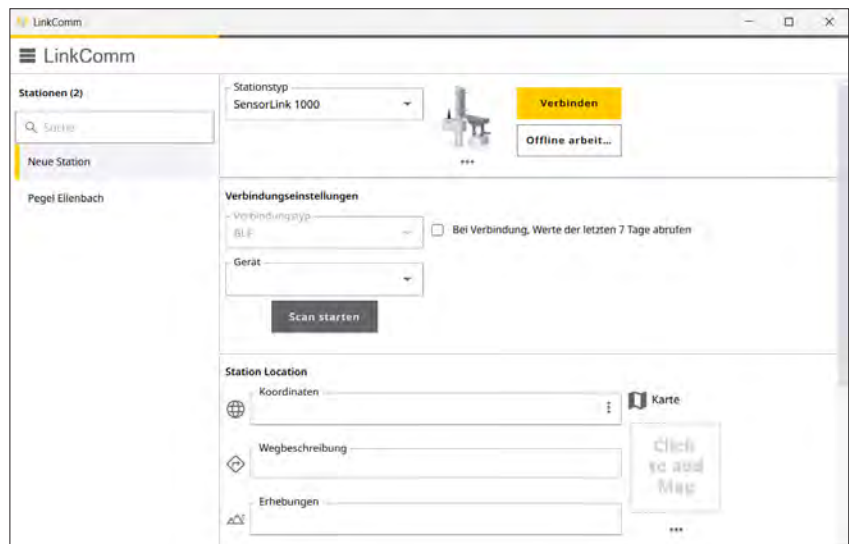 LinkComm
LinkComm
Stationen (2)
Suche
Neue Station
Pegel Ellenbach
Stationstyp
SensorLink 1000
Verbinden
Offline arbeit...
Verbindungseinstellungen
Verbindungstyp
BLE
Bei Verbindung, Werte der letzten 7 Tage abrufen
Gerät
Scan starten
Station Location
Koordinaten
Karte
Wegbeschreibung
Click
to add
Map
Erhebungen